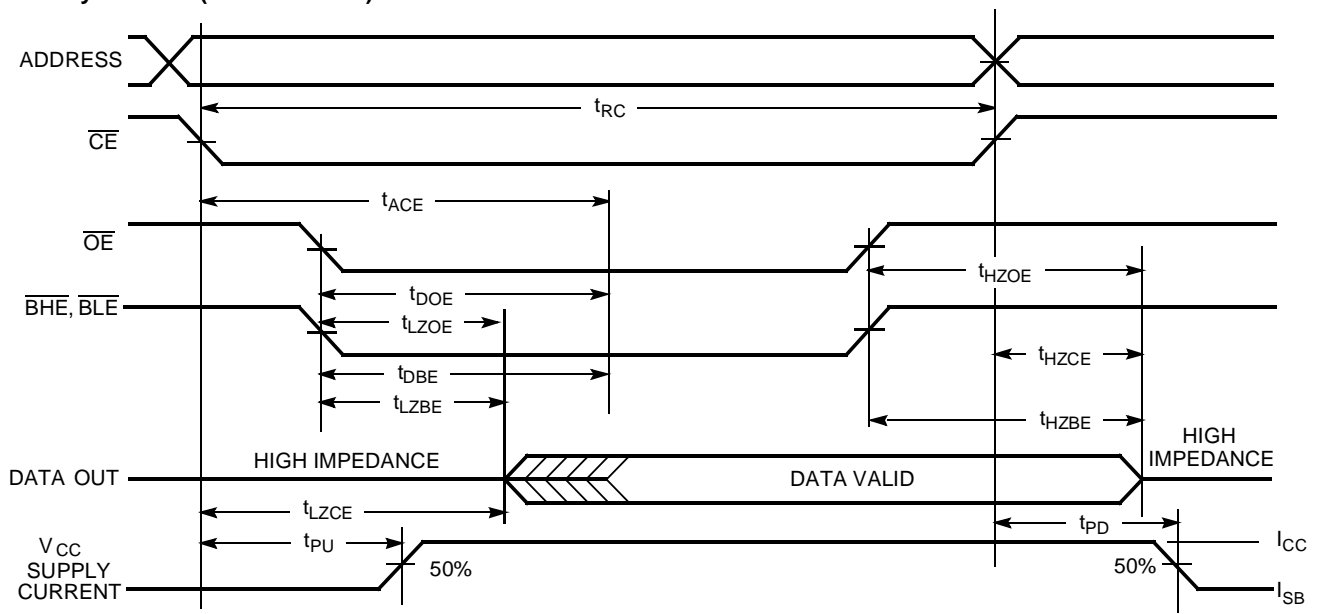 ADDRESS
tRC
CE
tACE
OE
tHZOE
tDOE
BHE, BLE
tLZOE
tHZCE
tDBE
tLZBE
tHZBE
HIGH
IMPEDANCE
HIGH IMPEDANCE
DATA OUT
DATA VALID
tLZCE
tPD
tPU
VCC
SUPPLY
CURRENT
50%
50%
ICC
ISB